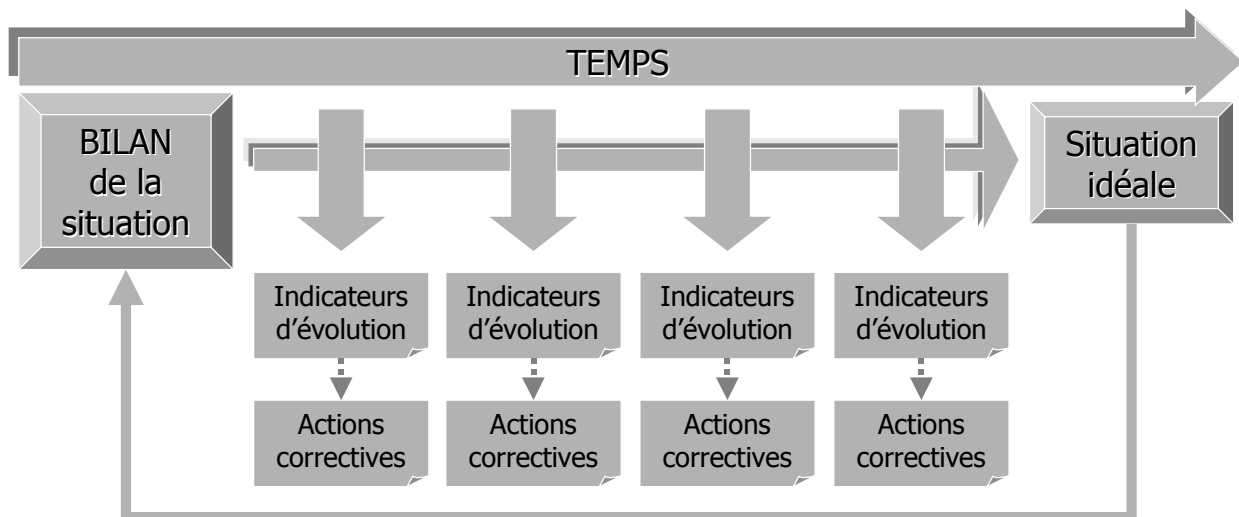 TEMPS
BILAN
de la
situation
Situation
idéale
Indicateurs
d’évolution
Indicateurs
d’évolution
Indicateurs
d’évolution
Indicateurs
d’évolution
Actions
correctives
Actions
correctives
Actions
correctives
Actions
correctives